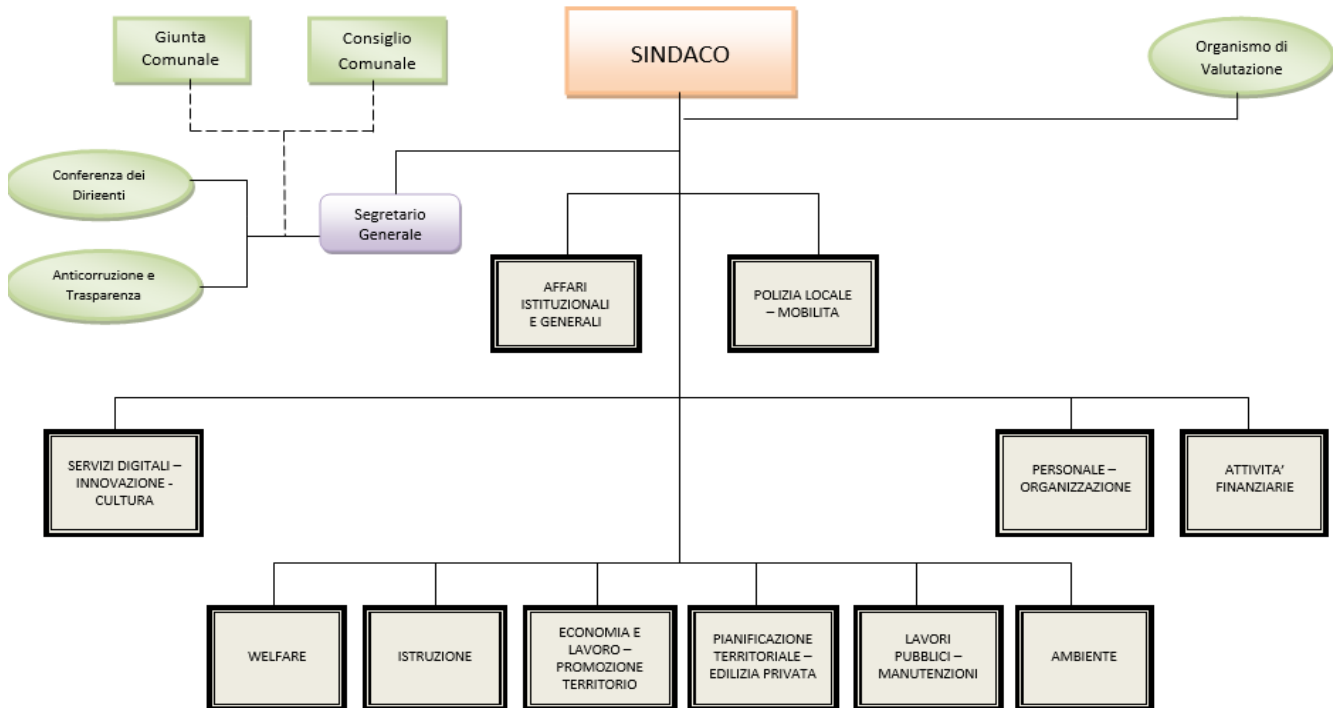 Giunta
Comunale
Consiglio
Comunale
SINDACO
Organismo di
Valutazione
Conferenza dei
Dirigenti
Segretario
Generale
Anticorruzione e
Trasparenza
AFFARI
ISTITUZIONALI
E GENERALI
POLIZIA LOCALE
– MOBILITA
SERVIZI DIGITALI –
INNOVAZIONE -
CULTURA
PERSONALE –
ORGANIZZAZIONE
ATTIVITA’
FINANZIARIE
WELFARE
ISTRUZIONE
ECONOMIA E
LAVORO –
PROMOZIONE
TERRITORIO
PIANIFICAZIONE
TERRITORIALE –
EDILIZIA PRIVATA
LAVORI
PUBBLICI –
MANUTENZIONI
AMBIENTE